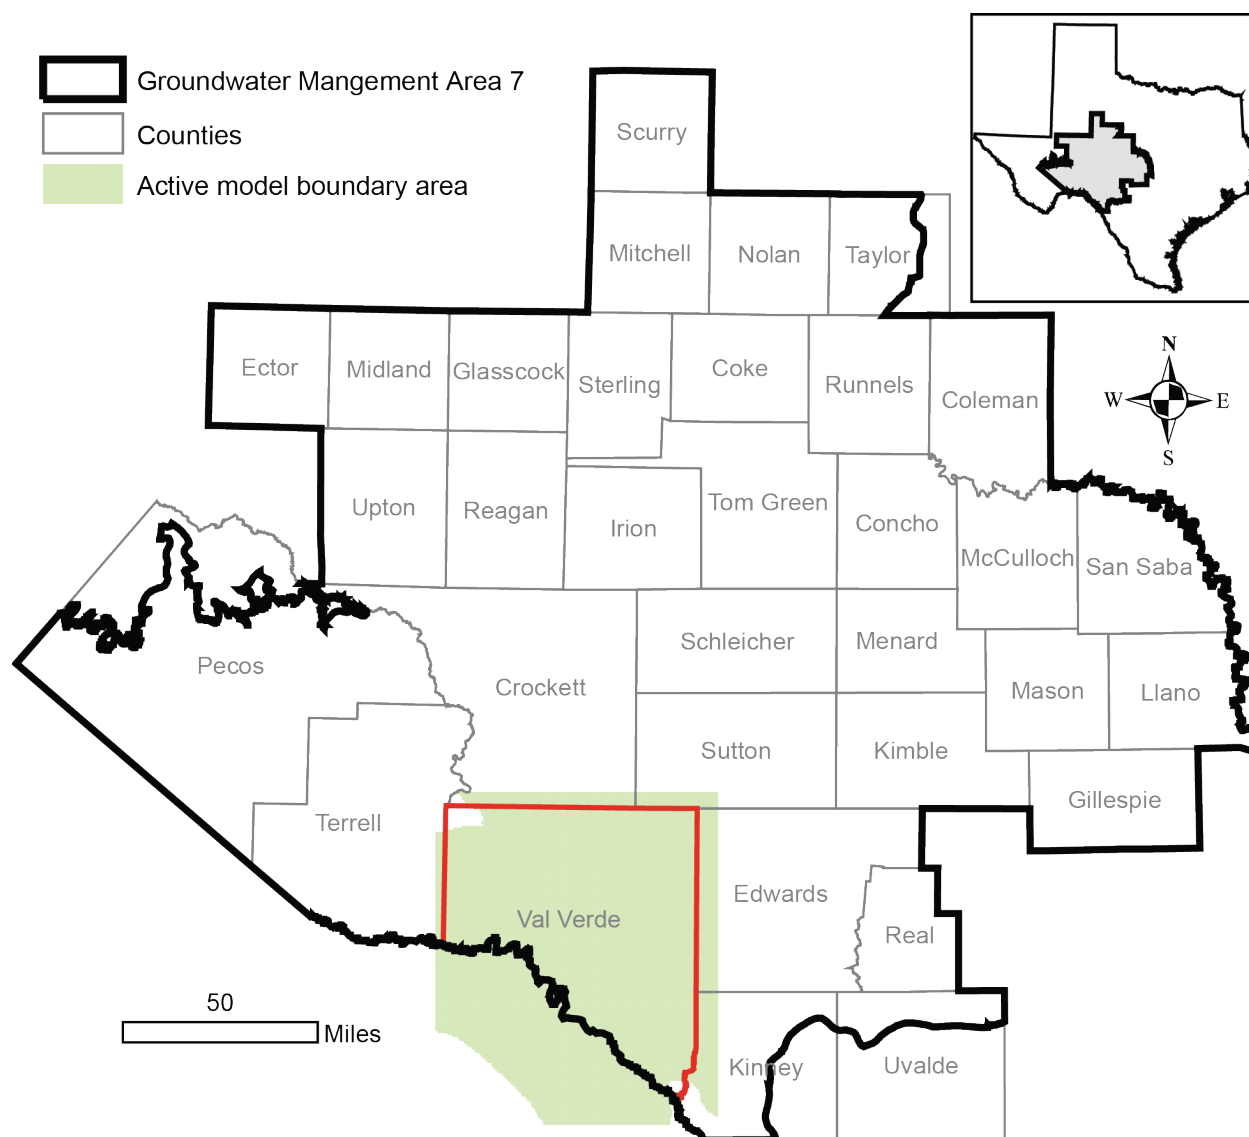 Groundwater Mangement Area 7
Counties
Active model boundary area
Scurry
Mitchell
Nolan
Taylor
Ector
Midland
Glasscock
Sterling
Coke
Runnels
Coleman
N
W
E
S
Upton
Reagan
Irion
Tom Green
Concho
McCulloch
San Saba
Pecos
Crockett
Schleicher
Menard
Mason
Llano
Sutton
Kimble
Gillespie
Terrell
Val Verde
Edwards
Real
50
Miles
Kinney
Uvalde